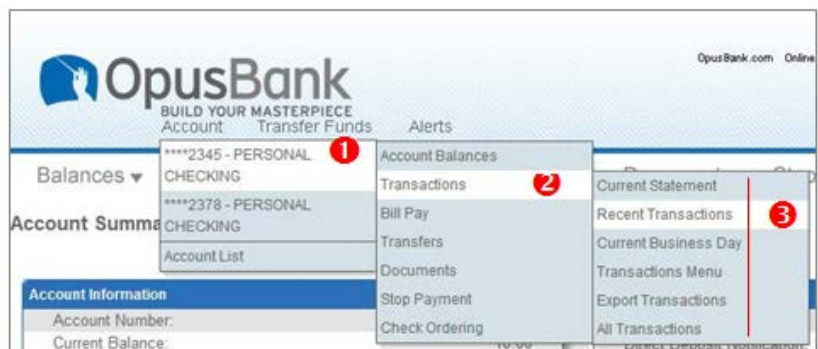 OpusBank.com Online
OpusBank
BUILD YOUR MASTERPIECE
Account Transfer Funds Alerts
****2345 - PERSONAL
CHECKING
1
****2378 - PERSONAL
CHECKING
Account List
Account Balances
Transactions
2
Bill Pay
Transfers
Documents
Stop Payment
Check Ordering
Current Statement
Recent Transactions
3
Current Business Day
Transactions Menu
Export Transactions
All Transactions
Balances
Account Summa
Account Information
Account Number:
Current Balance: